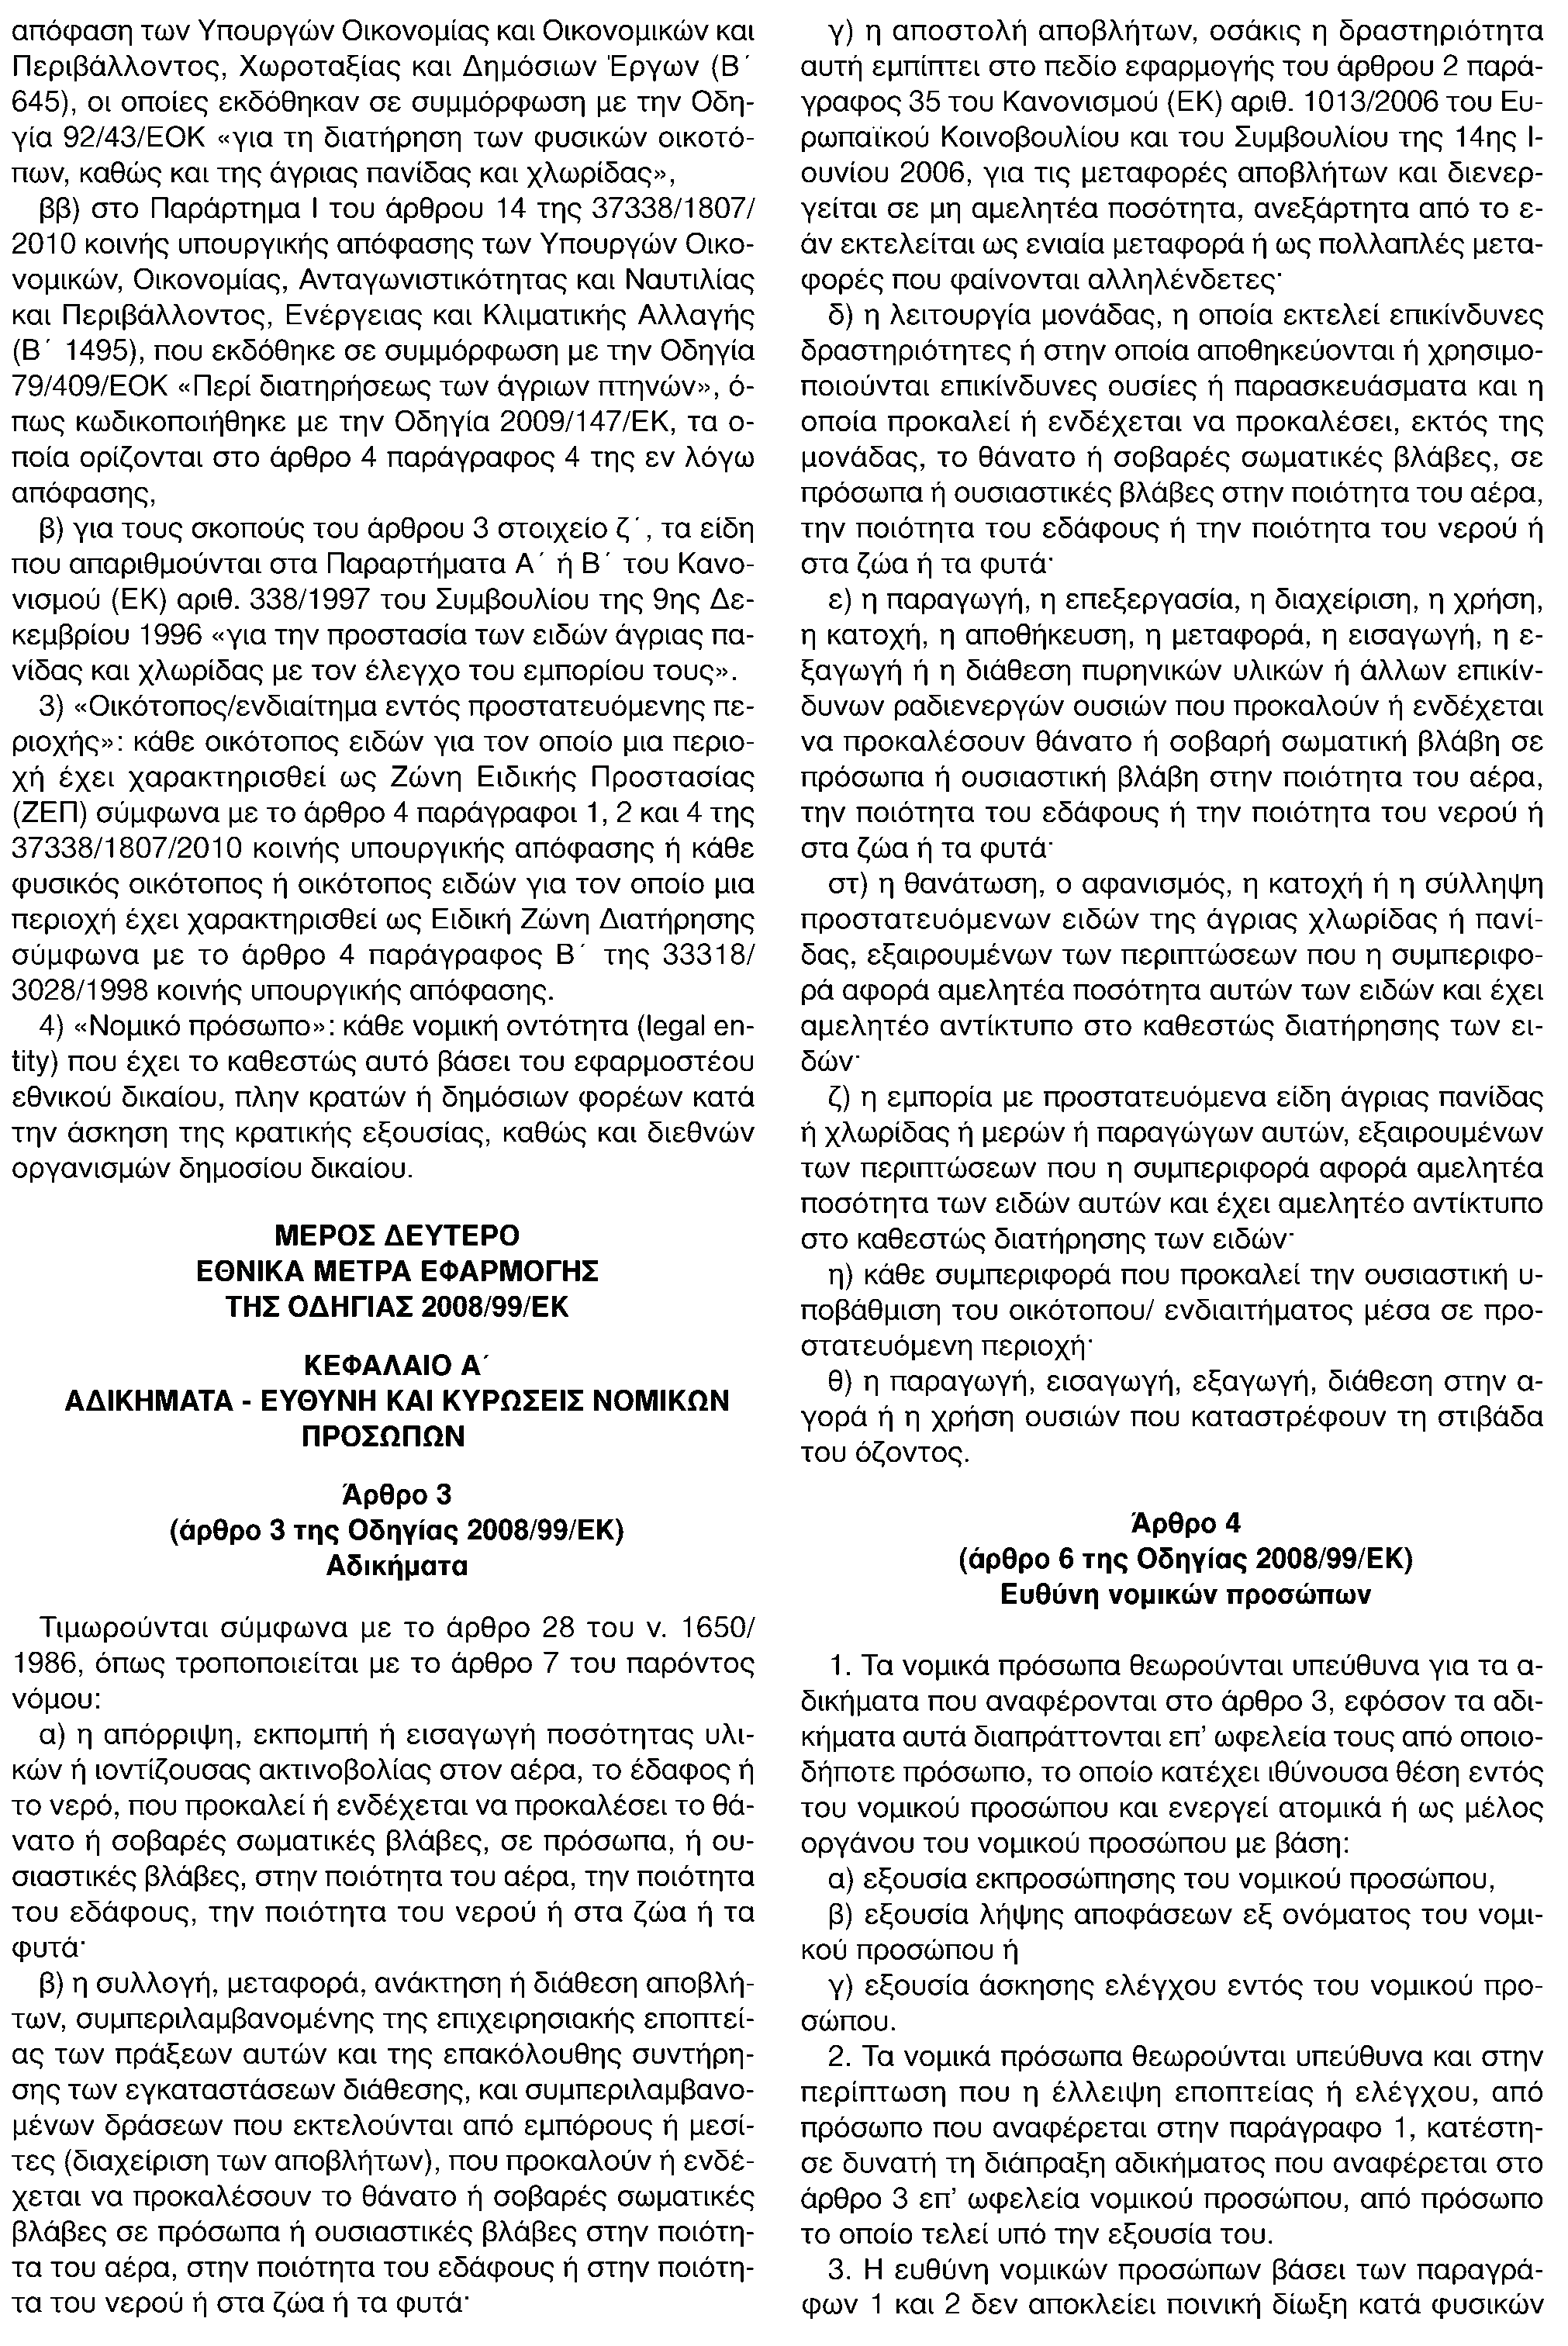 απόφαση των Υπουργών Οικονομίας και Οικονομικών και
Περιβάλλοντος, Χωροταξίας και Δημόσιων Έργων (Β΄
645), οι οποίες εκδόθηκαν σε συμμόρφωση με την Οδη-
γία 92/43/ΕΟΚ «για τη διατήρηση των φυσικών οικοτό-
πων, καθώς και της άγριας πανίδας και χλωρίδας»,
ββ) στο Παράρτημα Ι του άρθρου 14 της 37338/1807/
2010 κοινής υπουργικής απόφασης των Υπουργών Οικο-
νομικών, Οικονομίας, Ανταγωνιστικότητας και Ναυτιλίας
και Περιβάλλοντος, Ενέργειας και Κλιματικής Αλλαγής
(Β΄ 1495), που εκδόθηκε σε συμμόρφωση με την Οδηγία
79/409/ΕΟΚ «Περί διατηρήσεως των άγριων πτηνών», ό-
πως κωδικοποιήθηκε με την Οδηγία 2009/147/ΕΚ, τα ο-
ποία ορίζονται στο άρθρο 4 παράγραφος 4 της εν λόγω
απόφασης,
β) για τους σκοπούς του άρθρου 3 στοιχείο ζ΄, τα είδη
που απαριθμούνται στα Παραρτήματα Α΄ ή Β΄ του Κανο-
νισμού (ΕΚ) αριθ. 338/1997 του Συμβουλίου της 9ης Δε-
κεμβρίου 1996 «για την προστασία των ειδών άγριας πα-
νίδας και χλωρίδας με τον έλεγχο του εμπορίου τους».
3) «Οικότοπος/ενδιαίτημα εντός προστατευόμενης πε-
ριοχής»: κάθε οικότοπος ειδών για τον οποίο μια περιο-
χή έχει χαρακτηρισθεί ως Ζώνη Ειδικής Προστασίας
(ΖΕΠ) σύμφωνα με το άρθρο 4 παράγραφοι 1, 2 και 4 της
37338/1807/2010 κοινής υπουργικής απόφασης ή κάθε
φυσικός οικότοπος ή οικότοπος ειδών για τον οποίο μια
περιοχή έχει χαρακτηρισθεί ως Ειδική Ζώνη Διατήρησης
σύμφωνα με το άρθρο 4 παράγραφος Β΄ της 33318/
3028/1998 κοινής υπουργικής απόφασης.
4) «Νομικό πρόσωπο»: κάθε νομική οντότητα (legal en-
tity) που έχει το καθεστώς αυτό βάσει του εφαρμοστέου
εθνικού δικαίου, πλην κρατών ή δημόσιων φορέων κατά
την άσκηση της κρατικής εξουσίας, καθώς και διεθνών
οργανισμών δημοσίου δικαίου.
ΜΕΡΟΣ ΔΕΥΤΕΡΟ
ΕΘΝΙΚΑ ΜΕΤΡΑ ΕΦΑΡΜΟΓΗΣ
ΤΗΣ ΟΔΗΓΙΑΣ 2008/99/ΕΚ
ΚΕΦΑΛΑΙΟ Α΄
ΑΔΙΚΗΜΑΤΑ - ΕΥΘΥΝΗ ΚΑΙ ΚΥΡΩΣΕΙΣ ΝΟΜΙΚΩΝ
ΠΡΟΣΩΠΩΝ
Άρθρο 3
(άρθρο 3 της Οδηγίας 2008/99/ΕΚ)
Αδικήματα
Τιμωρούνται σύμφωνα με το άρθρο 28 του ν. 1650/
1986, όπως τροποποιείται με το άρθρο 7 του παρόντος
νόμου:
α) η απόρριψη, εκπομπή ή εισαγωγή ποσότητας υλι-
κών ή ιοντίζουσας ακτινοβολίας στον αέρα, το έδαφος ή
το νερό, που προκαλεί ή ενδέχεται να προκαλέσει το θά-
νατο ή σοβαρές σωματικές βλάβες, σε πρόσωπα, ή ου-
σιαστικές βλάβες, στην ποιότητα του αέρα, την ποιότητα
του εδάφους, την ποιότητα του νερού ή στα ζώα ή τα
φυτά·
β) η συλλογή, μεταφορά, ανάκτηση ή διάθεση αποβλή-
των, συμπεριλαμβανομένης της επιχειρησιακής εποπτεί-
ας των πράξεων αυτών και της επακόλουθης συντήρη-
σης των εγκαταστάσεων διάθεσης, και συμπεριλαμβανο-
μένων δράσεων που εκτελούνται από εμπόρους ή μεσί-
τες (διαχείριση των αποβλήτων), που προκαλούν ή ενδέ-
χεται να προκαλέσουν το θάνατο ή σοβαρές σωματικές
βλάβες σε πρόσωπα ή ουσιαστικές βλάβες στην ποιότη-
τα του αέρα, στην ποιότητα του εδάφους ή στην ποιότη-
τα του νερού ή στα ζώα ή τα φυτά·
γ) η αποστολή αποβλήτων, οσάκις η δραστηριότητα
αυτή εμπίπτει στο πεδίο εφαρμογής του άρθρου 2 παρά-
γραφος 35 του Κανονισμού (ΕΚ) αριθ. 1013/2006 του Ευ-
ρωπαϊκού Κοινοβουλίου και του Συμβουλίου της 14ης Ι-
ουνίου 2006, για τις μεταφορές αποβλήτων και διενερ-
γείται σε μη αμελητέα ποσότητα, ανεξάρτητα από το ε-
άν εκτελείται ως ενιαία μεταφορά ή ως πολλαπλές μετα-
φορές που φαίνονται αλληλένδετες·
δ) η λειτουργία μονάδας, η οποία εκτελεί επικίνδυνες
δραστηριότητες ή στην οποία αποθηκεύονται ή χρησιμο-
ποιούνται επικίνδυνες ουσίες ή παρασκευάσματα και η
οποία προκαλεί ή ενδέχεται να προκαλέσει, εκτός της
μονάδας, το θάνατο ή σοβαρές σωματικές βλάβες, σε
πρόσωπα ή ουσιαστικές βλάβες στην ποιότητα του αέρα,
την ποιότητα του εδάφους ή την ποιότητα του νερού ή
στα ζώα ή τα φυτά·
ε) η παραγωγή, η επεξεργασία, η διαχείριση, η χρήση,
η κατοχή, η αποθήκευση, η μεταφορά, η εισαγωγή, η ε-
ξαγωγή ή η διάθεση πυρηνικών υλικών ή άλλων επικίν-
δυνων ραδιενεργών ουσιών που προκαλούν ή ενδέχεται
να προκαλέσουν θάνατο ή σοβαρή σωματική βλάβη σε
πρόσωπα ή ουσιαστική βλάβη στην ποιότητα του αέρα,
την ποιότητα του εδάφους ή την ποιότητα του νερού ή
στα ζώα ή τα φυτά·
στ) η θανάτωση, ο αφανισμός, η κατοχή ή η σύλληψη
προστατευόμενων ειδών της άγριας χλωρίδας ή πανί-
δας, εξαιρουμένων των περιπτώσεων που η συμπεριφο-
ρά αφορά αμελητέα ποσότητα αυτών των ειδών και έχει
αμελητέο αντίκτυπο στο καθεστώς διατήρησης των ει-
δών·
ζ) η εμπορία με προστατευόμενα είδη άγριας πανίδας
ή χλωρίδας ή μερών ή παραγώγων αυτών, εξαιρουμένων
των περιπτώσεων που η συμπεριφορά αφορά αμελητέα
ποσότητα των ειδών αυτών και έχει αμελητέο αντίκτυπο
στο καθεστώς διατήρησης των ειδών·
η) κάθε συμπεριφορά που προκαλεί την ουσιαστική υ-
ποβάθμιση του οικότοπου/ ενδιαιτήματος μέσα σε προ-
στατευόμενη περιοχή·
θ) η παραγωγή, εισαγωγή, εξαγωγή, διάθεση στην α-
γορά ή η χρήση ουσιών που καταστρέφουν τη στιβάδα
του όζοντος.
Άρθρο 4
(άρθρο 6 της Οδηγίας 2008/99/ΕΚ)
Ευθύνη νομικών προσώπων
1. Τα νομικά πρόσωπα θεωρούνται υπεύθυνα για τα α-
δικήματα που αναφέρονται στο άρθρο 3, εφόσον τα αδι-
κήματα αυτά διαπράττονται επ’ ωφελεία τους από οποιο-
δήποτε πρόσωπο, το οποίο κατέχει ιθύνουσα θέση εντός
του νομικού προσώπου και ενεργεί ατομικά ή ως μέλος
οργάνου του νομικού προσώπου με βάση:
α) εξουσία εκπροσώπησης του νομικού προσώπου,
β) εξουσία λήψης αποφάσεων εξ ονόματος του νομι-
κού προσώπου ή
γ) εξουσία άσκησης ελέγχου εντός του νομικού προ-
σώπου.
2. Τα νομικά πρόσωπα θεωρούνται υπεύθυνα και στην
περίπτωση που η έλλειψη εποπτείας ή ελέγχου, από
πρόσωπο που αναφέρεται στην παράγραφο 1, κατέστη-
σε δυνατή τη διάπραξη αδικήματος που αναφέρεται στο
άρθρο 3 επ’ ωφελεία νομικού προσώπου, από πρόσωπο
το οποίο τελεί υπό την εξουσία του.
3. Η ευθύνη νομικών προσώπων βάσει των παραγρά-
φων 1 και 2 δεν αποκλείει ποινική δίωξη κατά φυσικών